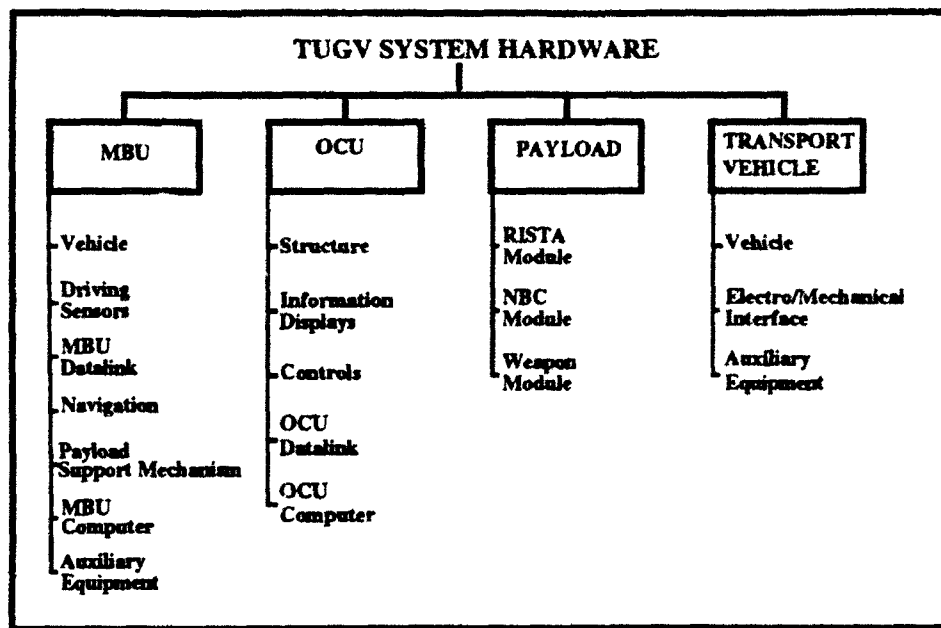 TUGV SYSTEM HARDWARE
MBU
Vehicle
Driving
Sensors
MBU
Datalink
Navigation
Payload
Support Mechanism
MBU
Computer
Auxiliary
Equipment
OCU
Structure
Information
Displays
Controls
OCU
Datalink
OCU
Computer
PAYLOAD
RISTA
Module
NBC
Module
Weapon
Module
TRANSPORT
VEHICLE
Vehicle
Electro/Mechanical
Interface
Auxiliary
Equipment